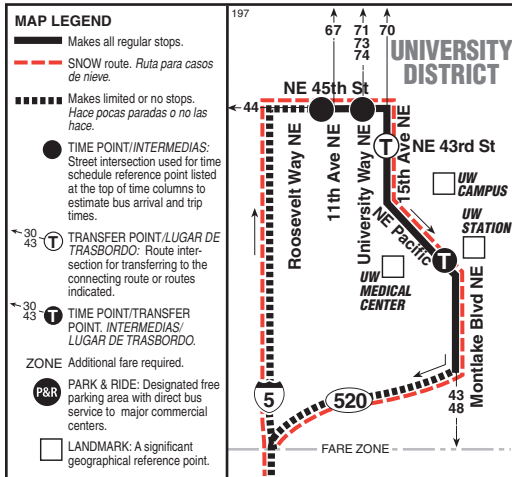 MAP LEGEND
Makes all regular stops.
SNOW route. Ruta para casos
de nieve.
Makes limited or no stops.
Hace pocas paradas o no las
hace.
TIME POINT/INTERMEDIAS:
Street intersection used for time
schedule reference point listed
at the top of time columns to
estimate bus arrival and trip
times.
30
43
T
TRANSFER POINT/LUGAR DE
TRASBORDO: Route inter-
section for transferring to the
connecting route or routes
indicated.
30
43
T
TIME POINT/TRANSFER
POINT. INTERMEDIAS/
LUGAR DE TRASBORDO.
ZONE Additional fare required.
P&R
PARK & RIDE: Designated free
parking area with direct bus
service to major commercial
centers.
LANDMARK: A significant
geographical reference point.
197
67
71
73
74
70
UNIVERSITY
DISTRICT
NE 45th St
44
T
NE 43rd St
Roosevelt Way NE
11th Ave NE
University Way NE
15th Ave NE
UW
CAMPUS
NE Pacific
UW
STATION
T
UW
MEDICAL
CENTER
Montlake Blvd NE
5
520
43
48
FARE ZONE